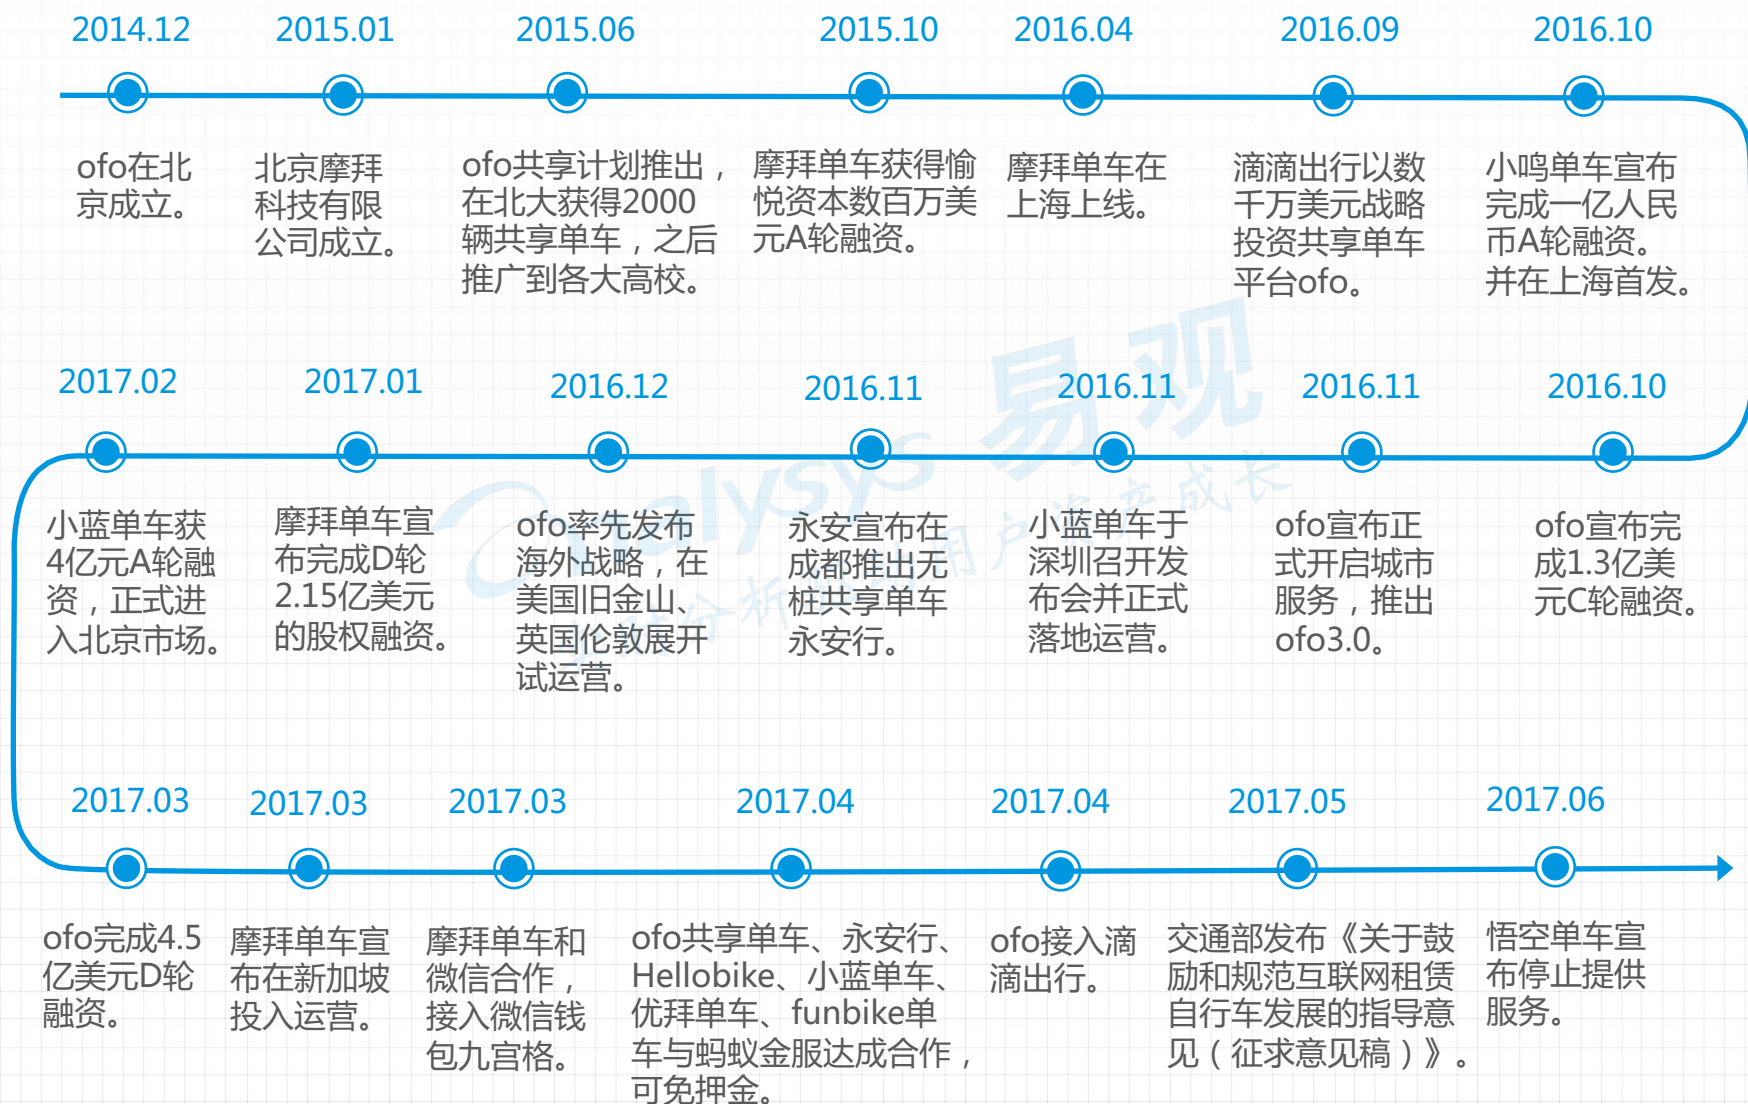 2014.12
ofo在北
京成立。
2015.01
北京摩拜
科技有限
公司成立。
2015.06
ofo共享计划推出，
在北大获得2000
辆共享单车，之后
推广到各大高校。
2015.10
摩拜单车获得愉
悦资本数百万美
元A轮融资。
2016.04
摩拜单车在
上海上线。
2016.09
滴滴出行以数
千万美元战略
投资共享单车
平台ofo。
2016.10
小鸣单车宣布
完成一亿人民
币A轮融资。
并在上海首发。
2016.10
ofo宣布完
成1.3亿美
元C轮融资。
2016.11
ofo宣布正
式开启城市
服务，推出
ofo3.0。
2016.11
小蓝单车于
深圳召开发
布会并正式
落地运营。
2016.11
永安宣布在
成都推出无
桩共享单车
永安行。
2016.12
ofo率先发布
海外战略，在
美国旧金山、
英国伦敦展开
试运营。
2017.01
摩拜单车宣
布完成D轮
2.15亿美元
的股权融资。
2017.02
小蓝单车获
4亿元A轮融
资，正式进
入北京市场。
2017.03
ofo完成4.5
亿美元D轮
融资。
2017.03
摩拜单车宣
布在新加坡
投入运营。
2017.03
摩拜单车和
微信合作，
接入微信钱
包九宫格。
2017.04
ofo共享单车、永安行、
Hellobike、小蓝单车、
优拜单车、funbike单
车与蚂蚁金服达成合作，
可免押金。
2017.04
ofo接入滴
滴出行。
2017.05
交通部发布《关于鼓
励和规范互联网租赁
自行车发展的指导意
见（征求意见稿）》。
2017.06
悟空单车宣
布停止提供
服务。
analysys 易观